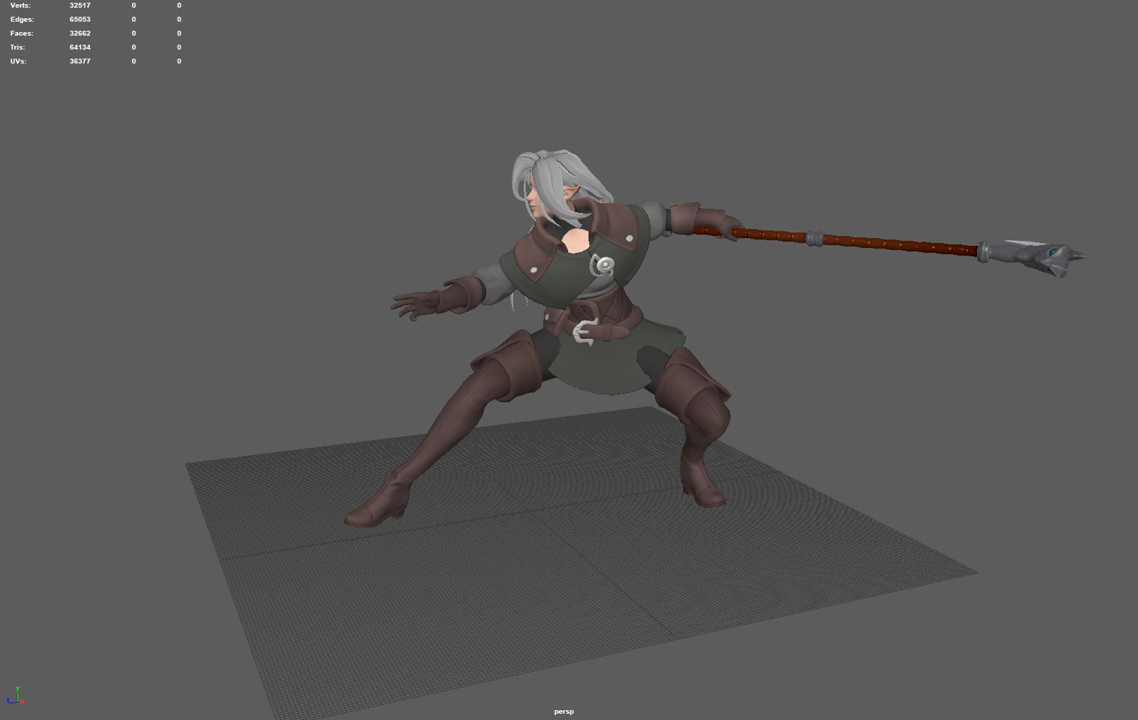 Verts: 32517 0 0
Edges: 65053 0 0
Faces: 32662 0 0
Tris: 64134 0 0
UVs: 36377 0 0
persp